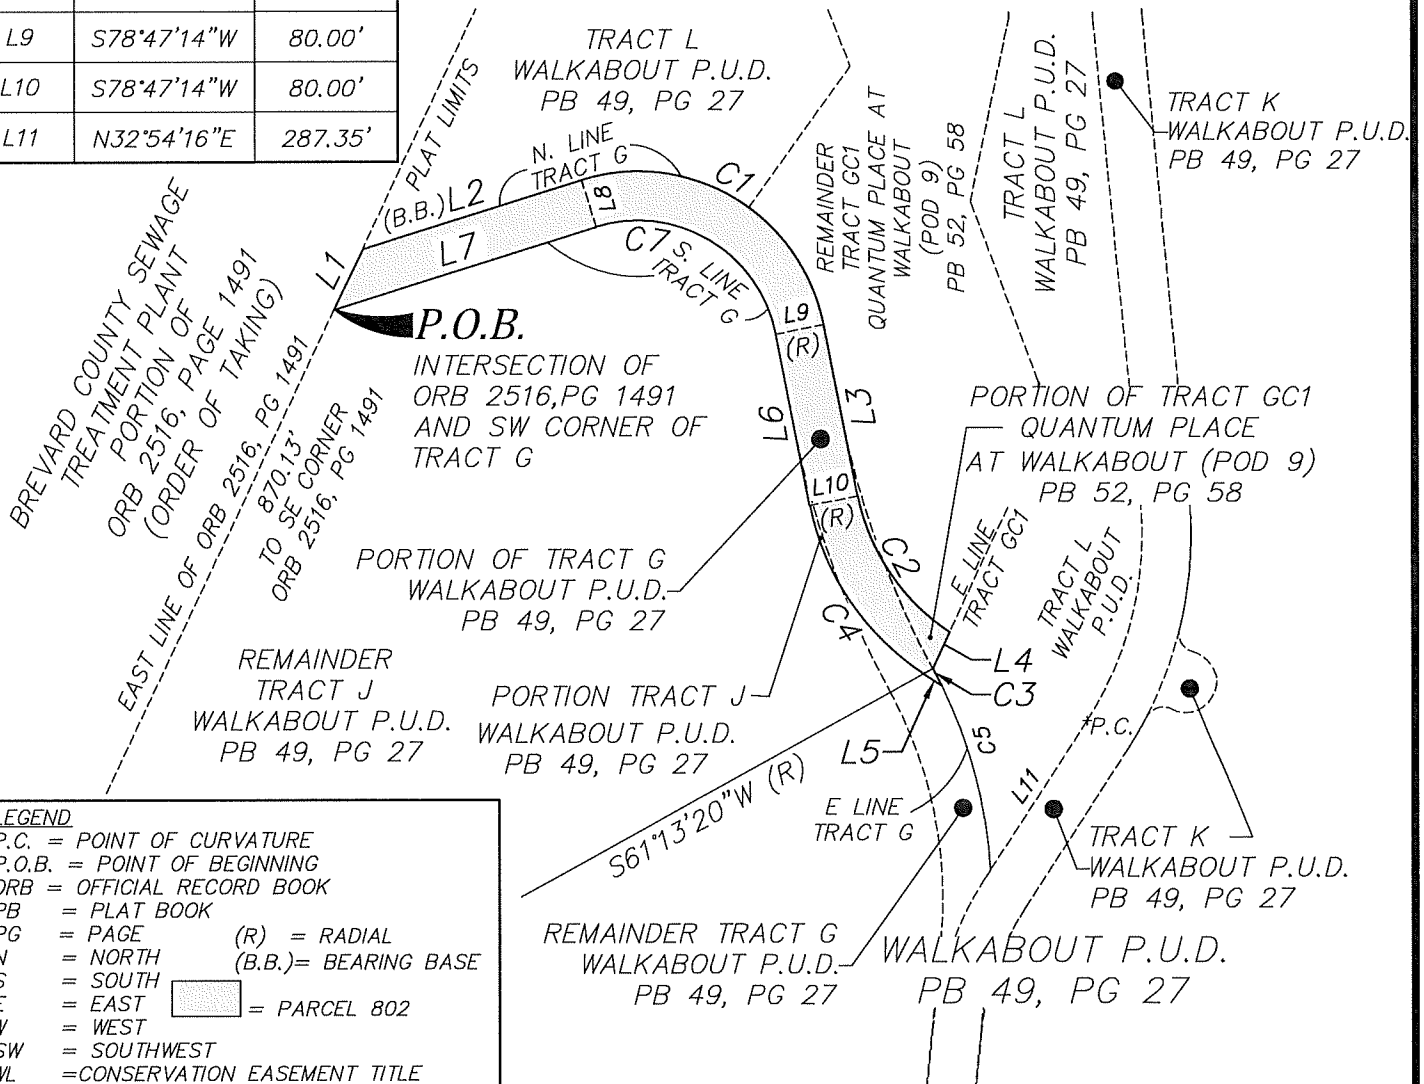 L9 S78°47'14"W 80.00'
L10 S78°47'14"W 80.00'
L11 N32°54'16"E 287.35'
TRACT L
WALKABOUT P.U.D.
PB 49, PG 27
PLAT LIMITS
N. LINE
TRACT G
(B.B.) L2
L8
C1
L1
L7
C7
S. LINE
TRACT G
REMAINDER
TRACT GC1
QUANTUM PLACE AT
WALKABOUT
(POD 9)
PB 52, PG 58
TRACT L
WALKABOUT P.U.D.
PB 49, PG 27
TRACT K
WALKABOUT P.U.D.
PB 49, PG 27
BREVARD COUNTY SEWAGE
TREATMENT PLANT
PORTION OF
ORB 2516, PAGE 1491
(ORDER OF TAKING)
EAST LINE OF ORB 2516, PG 1491
870.13'
TO SE CORNER
ORB 2516, PG 1491
P.O.B.
INTERSECTION OF
ORB 2516,PG 1491
AND SW CORNER OF
TRACT G
L9
(R)
L6
L3
L10
(R)
PORTION OF TRACT GC1
QUANTUM PLACE
AT WALKABOUT (POD 9)
PB 52, PG 58
PORTION OF TRACT G
WALKABOUT P.U.D.
PB 49, PG 27
C2
C4
E LINE
TRACT GC1
TRACT L
WALKABOUT
P.U.D.
REMAINDER
TRACT J
WALKABOUT P.U.D.
PB 49, PG 27
PORTION TRACT J
WALKABOUT P.U.D.
PB 49, PG 27
L4
C3
L5
C5
*P.C.
L11
S61°13'20"W (R)
E LINE
TRACT G
TRACT K
WALKABOUT P.U.D.
PB 49, PG 27
REMAINDER TRACT G
WALKABOUT P.U.D.
PB 49, PG 27
WALKABOUT P.U.D.
PB 49, PG 27
LEGEND
P.C. = POINT OF CURVATURE
P.O.B. = POINT OF BEGINNING
ORB = OFFICIAL RECORD BOOK
PB = PLAT BOOK
PG = PAGE (R) = RADIAL
N = NORTH (B.B.)= BEARING BASE
S = SOUTH
E = EAST = PARCEL 802
W = WEST
SW = SOUTHWEST
WL =CONSERVATION EASEMENT TITLE